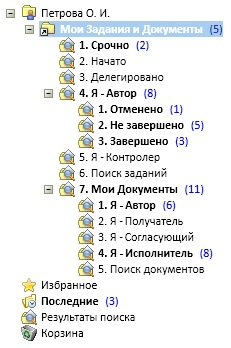 Петрова О. И.
Мои Задания и Документы (5)
1. Срочно (2)
2. Начато
3. Делегировано
4. Я - Автор (8)
1. Отменено (1)
2. Не завершено (5)
3. Завершено (3)
5. Я - Контролер
6. Поиск заданий
7. Мои Документы (11)
1. Я - Автор (6)
2. Я - Получатель
3. Я - Согласующий
4. Я - Исполнитель (8)
5. Поиск документов
Избранное
Последние (3)
Результаты поиска
Корзина